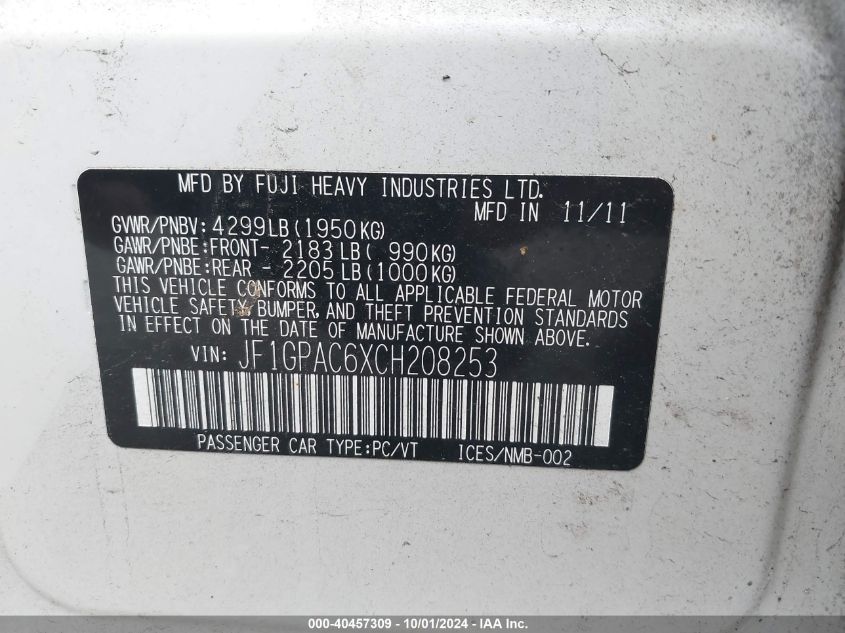 MFD BY FUJI HEAVY INDUSTRIES LTD.
MFD IN 11/11
GVWR/PNBV: 4299LB(1950KG)
GAWR/PNBE:FRONT- 2183LB( 990KG)
GAWR/PNBE:REAR - 2205LB(1000KG)
THIS VEHICLE CONFORMS TO ALL APPLICABLE FEDERAL MOTOR
VEHICLE SAFETY, BUMPER, AND THEFT PREVENTION STANDARDS
IN EFFECT ON THE DATE OF MANUFACTURE SHOWN ABOVE.
VIN: JF1GPAC6XCH208253
PASSENGER CAR TYPE:PC/VT ICES/NMB-002
000-40457309 - 10/01/2024 - IAA Inc.